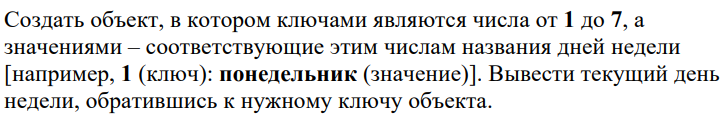 Создать объект, в котором ключами являются числа от 1 до 7, а
значениями – соответствующие этим числам названия дней недели
[например, 1 (ключ): понедельник (значение)]. Вывести текущий день
недели, обратившись к нужному ключу объекта.